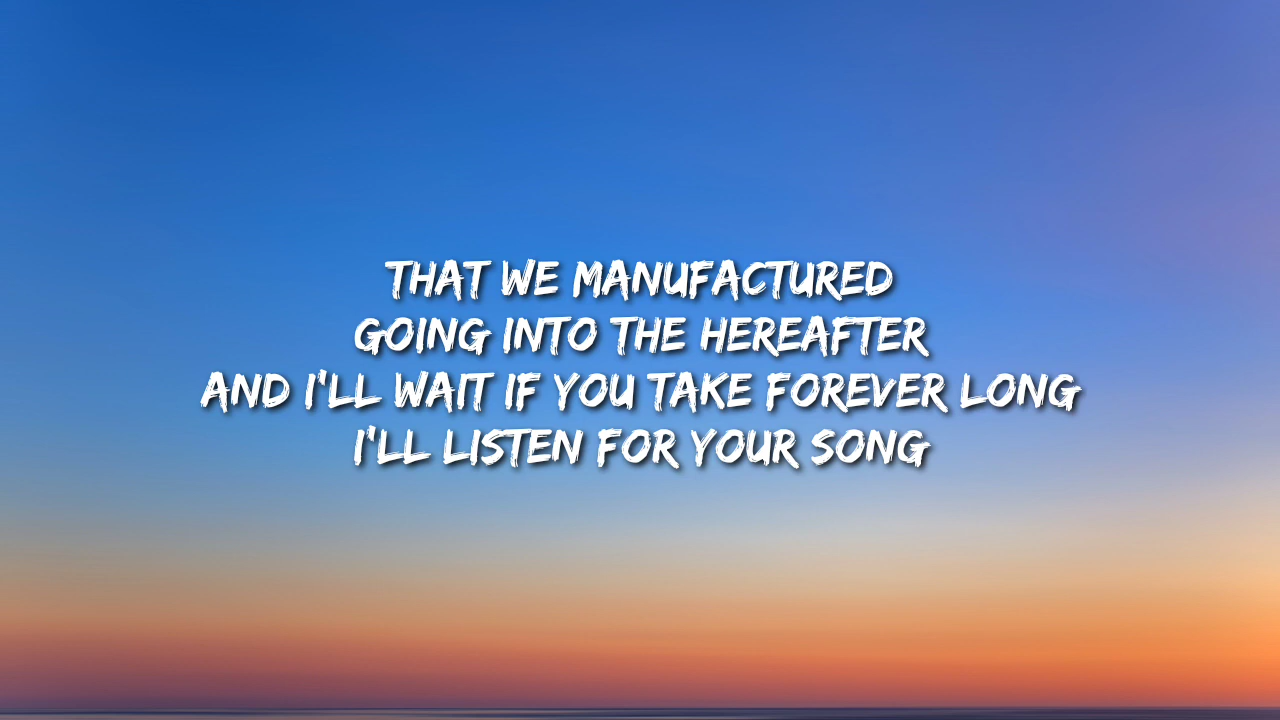 THAT WE MANUFACTURED
GOING INTO THE HEREAFTER
AND I'LL WAIT IF YOU TAKE FOREVER LONG
I'LL LISTEN FOR YOUR SONG